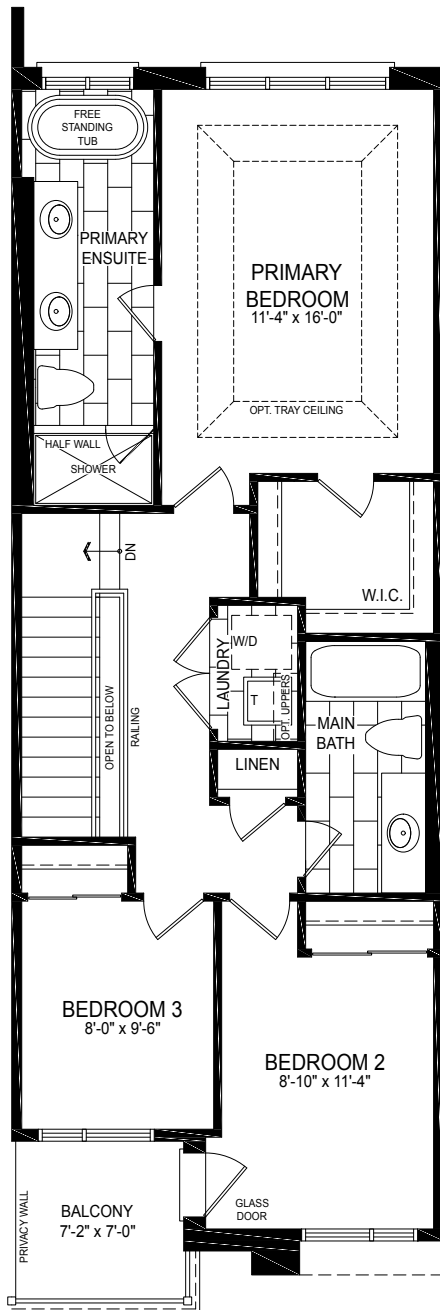 FREE
STANDING
TUB
PRIMARY
ENSUITE
PRIMARY
BEDROOM
11'-4" x 16'-0"
OPT. TRAY CEILING
HALF WALL
SHOWER
DN
W.I.C.
W/D
LAUNDRY
T
OPT. UPPERS
OPEN TO BELOW
RAILING
MAIN
BATH
LINEN
BEDROOM 3
8'-0" x 9'-6"
BEDROOM 2
8'-10" x 11'-4"
PRIVACY WALL
BALCONY
7'-2" x 7'-0"
GLASS
DOOR